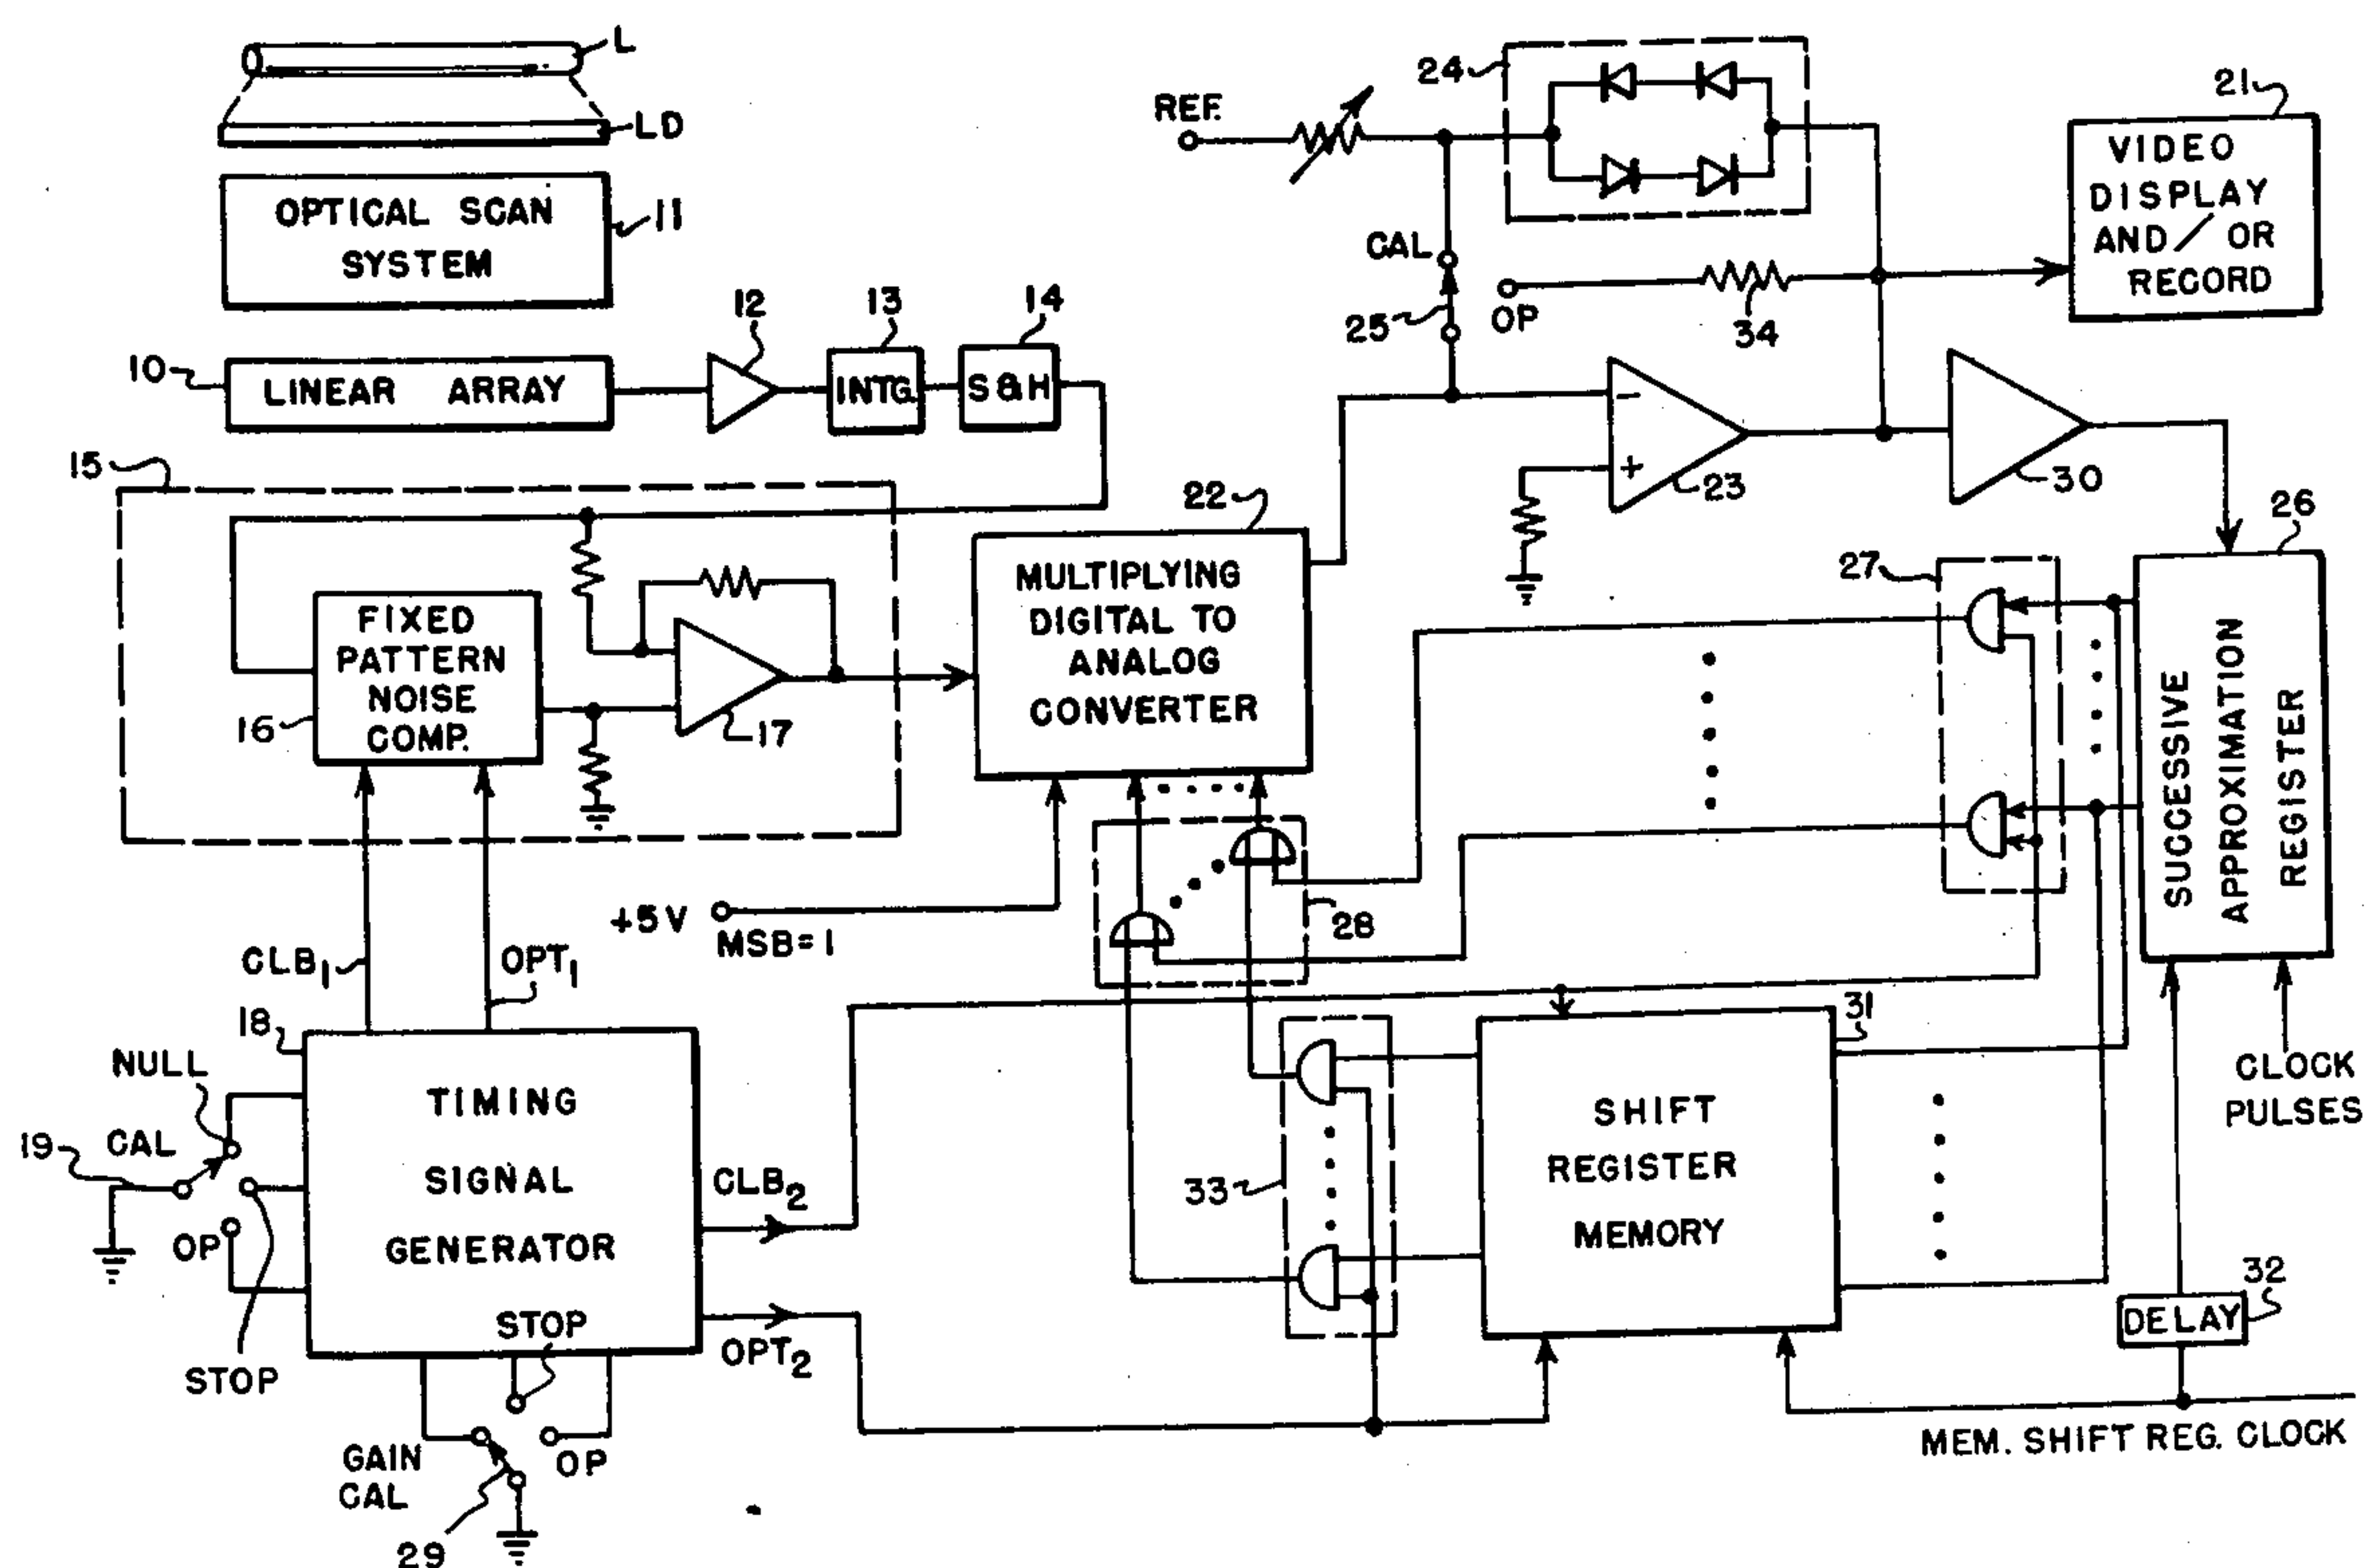 L
LD
OPTICAL SCAN
SYSTEM
11
10
LINEAR ARRAY
12
13
INTG.
14
S&H
15
FIXED
PATTERN
NOISE
COMP.
16
17
REF.
24
CAL
25
OP
34
21
VIDEO
DISPLAY
AND/OR
RECORD
−
+
23
30
22
MULTIPLYING
DIGITAL TO
ANALOG
CONVERTER
26
27
SUCCESSIVE
APPROXIMATION
REGISTER
+5V
MSB=1
28
CLB1
OPT1
18
NULL
CAL
19
OP
STOP
TIMING
SIGNAL
GENERATOR
STOP
CLB2
OPT2
GAIN
CAL
OP
29
33
31
SHIFT
REGISTER
MEMORY
CLOCK
PULSES
32
DELAY
MEM. SHIFT REG. CLOCK